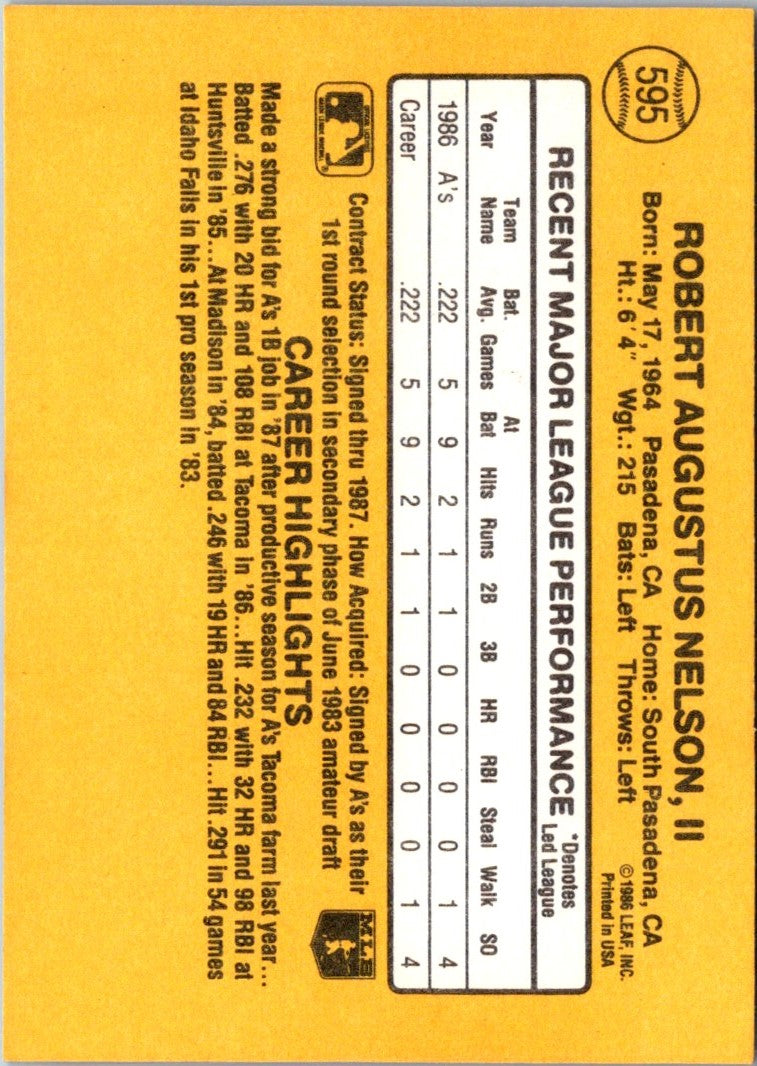 595
ROBERT AUGUSTUS NELSON, II
Born: May 17, 1964 Pasadena, CA Home: South Pasadena, CA
Ht.: 6' 4" Wgt.: 215 Bats: Left Throws: Left
©1986 LEAF, INC.
Printed in USA
RECENT MAJOR LEAGUE PERFORMANCE
*Denotes
Led League
Team Bat. At
Year Name Avg. Games Bat Hits Runs 2B 3B HR RBI Steal Walk SO
1986 A's .222 5 9 2 1 1 0 0 0 0 1 4
Career .222 5 9 2 1 1 0 0 0 0 1 4
Contract Status: Signed thru 1987. How Acquired: Signed by A's as their
1st round selection in secondary phase of June 1983 amateur draft
MLB
CAREER HIGHLIGHTS
Made a strong bid for A's 1B job in '87 after productive season for A's Tacoma farm last year...
Batted .276 with 20 HR and 108 RBI at Tacoma in '86...Hit .232 with 32 HR and 98 RBI at
Huntsville in '85...At Madison in '84, batted .246 with 19 HR and 84 RBI...Hit .291 in 54 games
at Idaho Falls in his 1st pro season in '83.